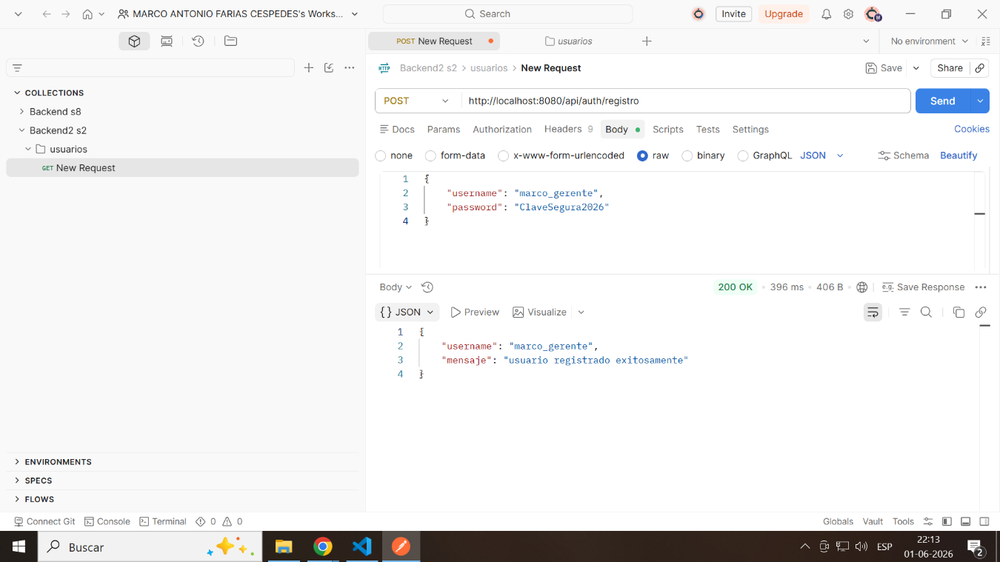 MARCO ANTONIO FARIAS CESPEDES's Works...
Search
Invite
Upgrade
POST New Request
usuarios
No environment
Backend2 s2 > usuarios > New Request
Save
Share
COLLECTIONS
Backend s8
Backend2 s2
usuarios
GET New Request
POST
http://localhost:8080/api/auth/registro
Send
Docs
Params
Authorization
Headers 9
Body
Scripts
Tests
Settings
Cookies
none
form-data
x-www-form-urlencoded
raw
binary
GraphQL
JSON
Schema
Beautify
1 {
2 "username": "marco_gerente",
3 "password": "ClaveSegura2026"
4 }
Body
200 OK
396 ms
406 B
e.g. Save Response
{} JSON
Preview
Visualize
1 {
2 "username": "marco_gerente",
3 "mensaje": "usuario registrado exitosamente"
4 }
ENVIRONMENTS
SPECS
FLOWS
Connect Git
Console
Terminal
0
0
Globals
Vault
Tools
Buscar
ESP
22:13
01-06-2026
2